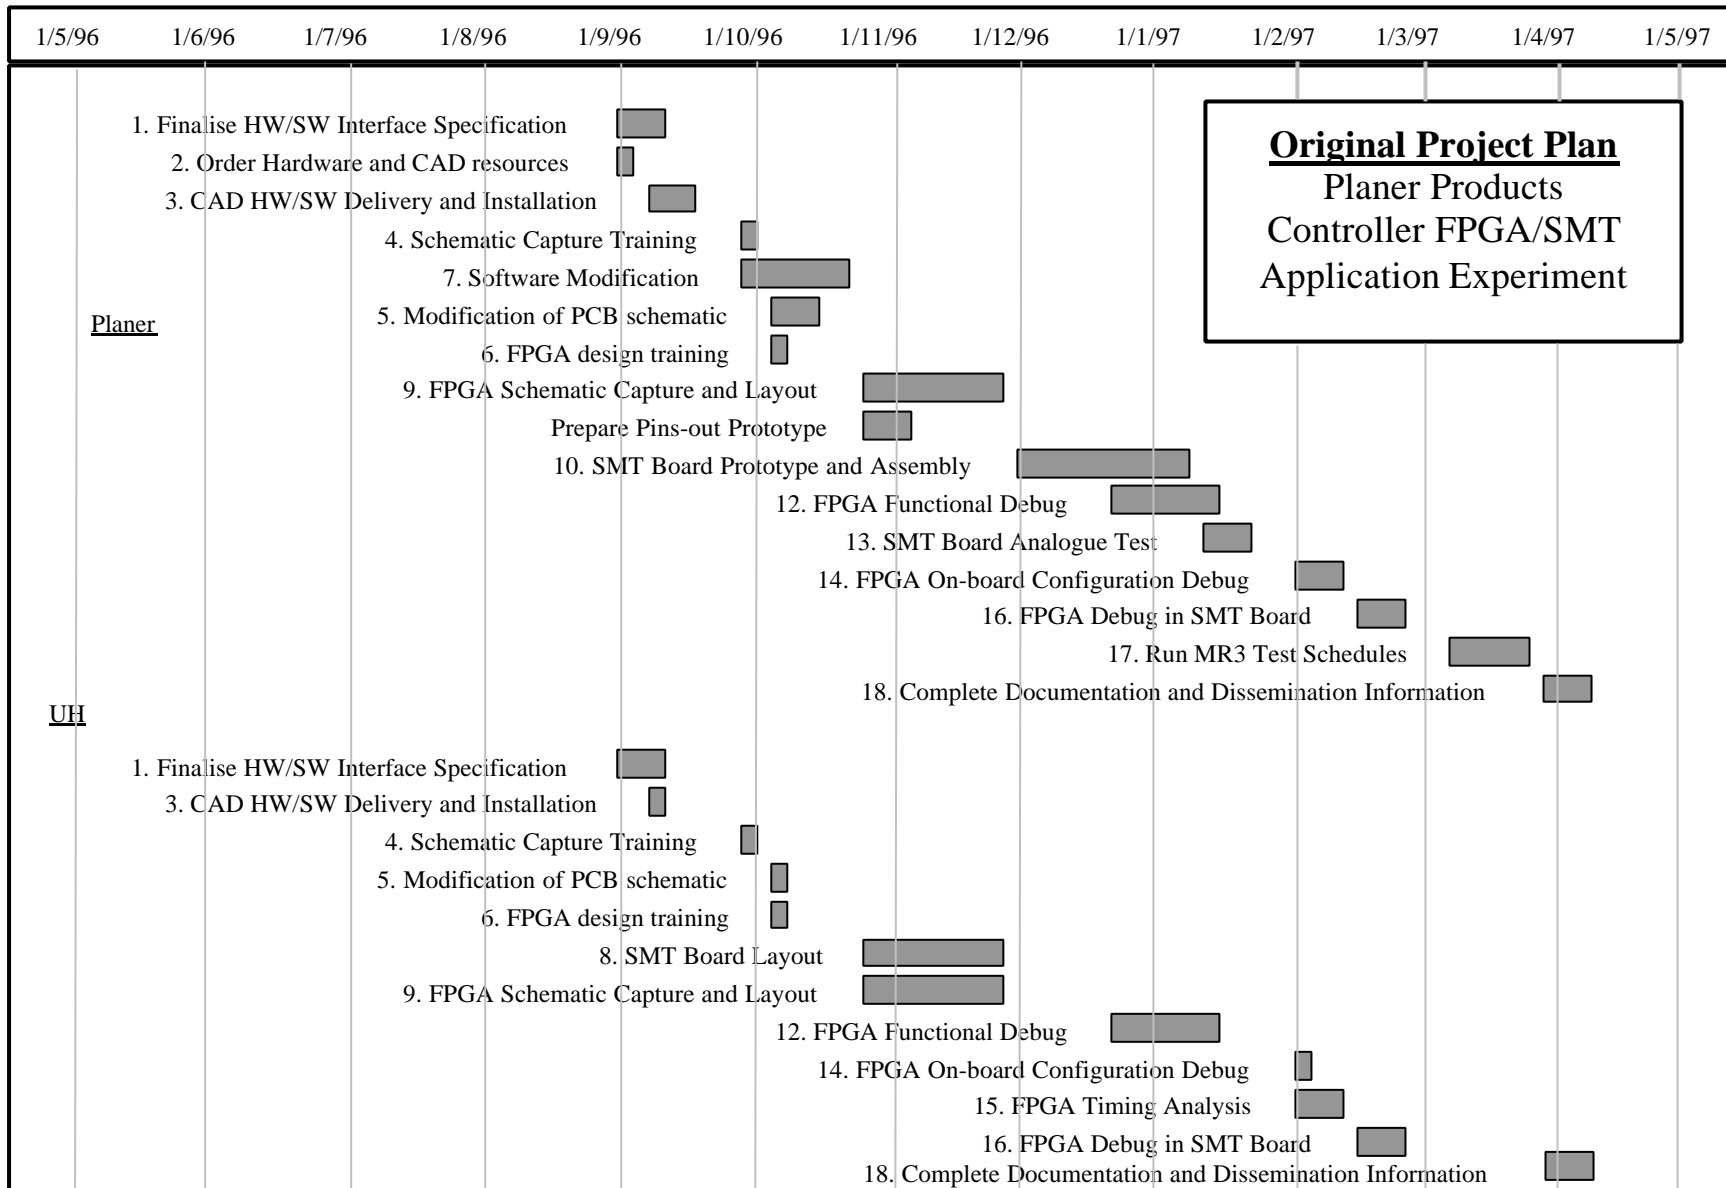 1/5/96 1/6/96 1/7/96 1/8/96 1/9/96 1/10/96 1/11/96 1/12/96 1/1/97 1/2/97 1/3/97 1/4/97 1/5/97
Original Project Plan
Planer Products
Controller FPGA/SMT
Application Experiment
1. Finalise HW/SW Interface Specification
2. Order Hardware and CAD resources
3. CAD HW/SW Delivery and Installation
4. Schematic Capture Training
7. Software Modification
5. Modification of PCB schematic
Planer
6. FPGA design training
9. FPGA Schematic Capture and Layout
Prepare Pins-out Prototype
10. SMT Board Prototype and Assembly
12. FPGA Functional Debug
13. SMT Board Analogue Test
14. FPGA On-board Configuration Debug
16. FPGA Debug in SMT Board
17. Run MR3 Test Schedules
18. Complete Documentation and Dissemination Information
UH
1. Finalise HW/SW Interface Specification
3. CAD HW/SW Delivery and Installation
4. Schematic Capture Training
5. Modification of PCB schematic
6. FPGA design training
8. SMT Board Layout
9. FPGA Schematic Capture and Layout
12. FPGA Functional Debug
14. FPGA On-board Configuration Debug
15. FPGA Timing Analysis
16. FPGA Debug in SMT Board
18. Complete Documentation and Dissemination Information